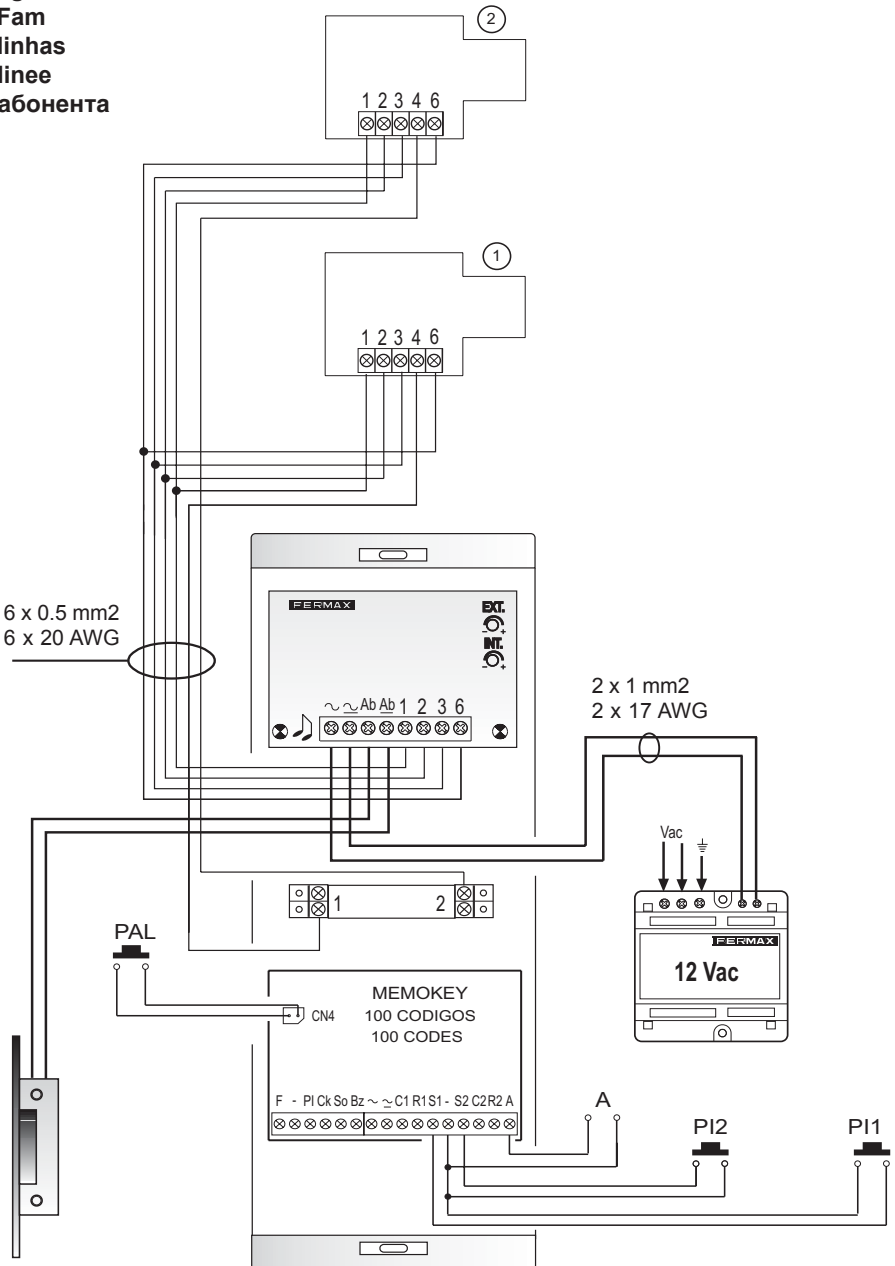 Fam
linhas
linee
абонента
2
1 2 3 4 6
1
1 2 3 4 6
6 x 0.5 mm2
6 x 20 AWG
FERMAX
EXT.
- +
INT.
- +
Ab Ab 1 2 3 6
2 x 1 mm2
2 x 17 AWG
Vac
FERMAX
12 Vac
1 2
PAL
CN4
MEMOKEY
100 CODIGOS
100 CODES
F - PI Ck So Bz ~ ~ C1 R1 S1 - S2 C2 R2 A
A
PI2
PI1